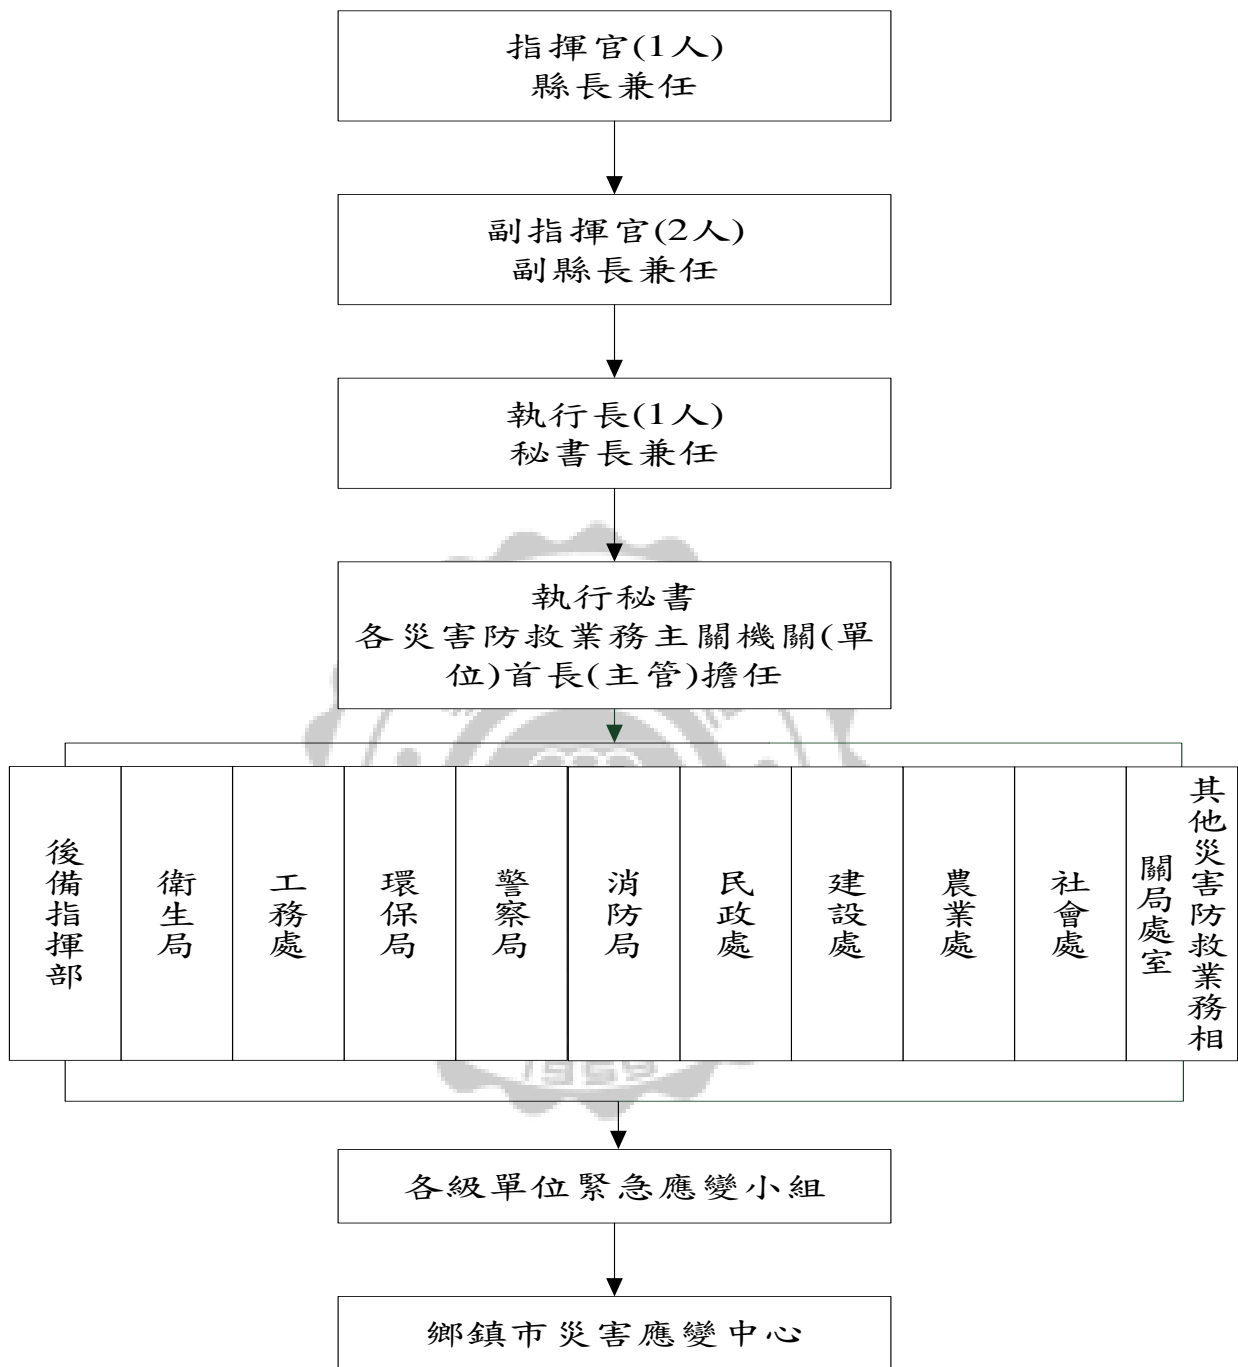 指揮官(1人)
縣長兼任
副指揮官(2人)
副縣長兼任
執行長(1人)
秘書長兼任
執行秘書
各災害防救業務主關機關(單
位)首長(主管)擔任
後備指揮部
衛生局
工務處
環保局
警察局
消防局
民政處
建設處
農業處
社會處
其他災害防救業務相
關局處室
1959
各級單位緊急應變小組
鄉鎮市災害應變中心